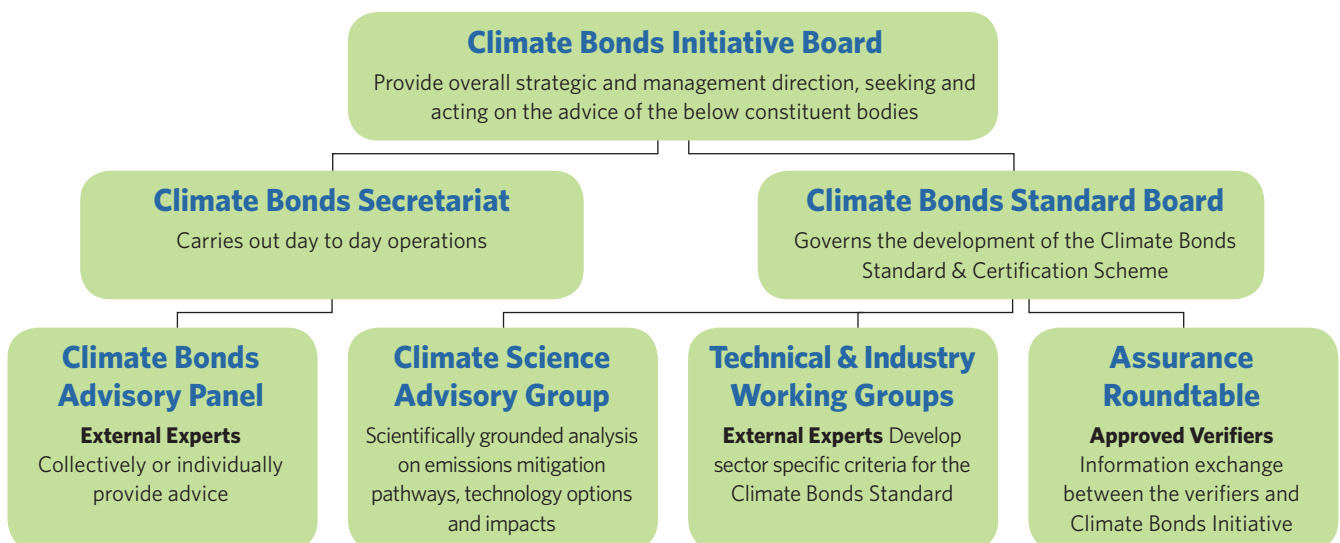 Climate Bonds Initiative Board
Provide overall strategic and management direction, seeking and
acting on the advice of the below constituent bodies
Climate Bonds Secretariat
Carries out day to day operations
Climate Bonds Standard Board
Governs the development of the Climate Bonds
Standard & Certification Scheme
Climate Bonds
Advisory Panel
External Experts
Collectively or individually
provide advice
Climate Science
Advisory Group
Scientifically grounded analysis
on emissions mitigation
pathways, technology options
and impacts
Technical & Industry
Working Groups
External Experts Develop
sector specific criteria for the
Climate Bonds Standard
Assurance
Roundtable
Approved Verifiers
Information exchange
between the verifiers and
Climate Bonds Initiative